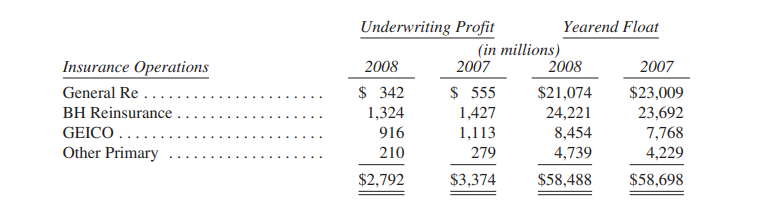 Underwriting Profit Yearend Float
(in millions)
Insurance Operations 2008 2007 2008 2007
General Re . . . . . . . . . . . . . . . . . . . . . . $ 342 $ 555 $21,074 $23,009
BH Reinsurance . . . . . . . . . . . . . . . . . . 1,324 1,427 24,221 23,692
GEICO . . . . . . . . . . . . . . . . . . . . . . . . . 916 1,113 8,454 7,768
Other Primary . . . . . . . . . . . . . . . . . . . 210 279 4,739 4,229
$2,792 $3,374 $58,488 $58,698